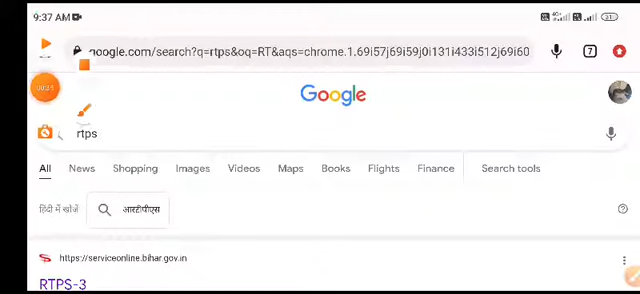 9:37 AM
google.com/search?q=rtps&oq=RT&aqs=chrome.1.69i57j69i59j0i131i433i512j69i60
7
Google
rtps
All News Shopping Images Videos Maps Books Flights Finance Search tools
हिंदी में खोजें आरटीपीएस
https://serviceonline.bihar.gov.in
RTPS-3